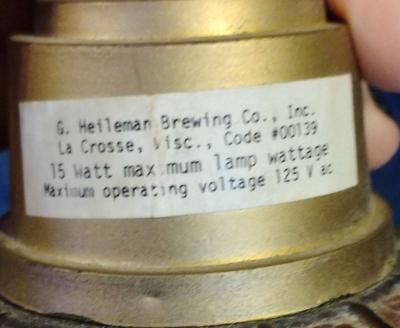 G. Heileman Brewing Co., Inc.
La Crosse, Wisc., Code #00139
15 Watt maximum lamp wattage
Maximum operating voltage 125 V ac